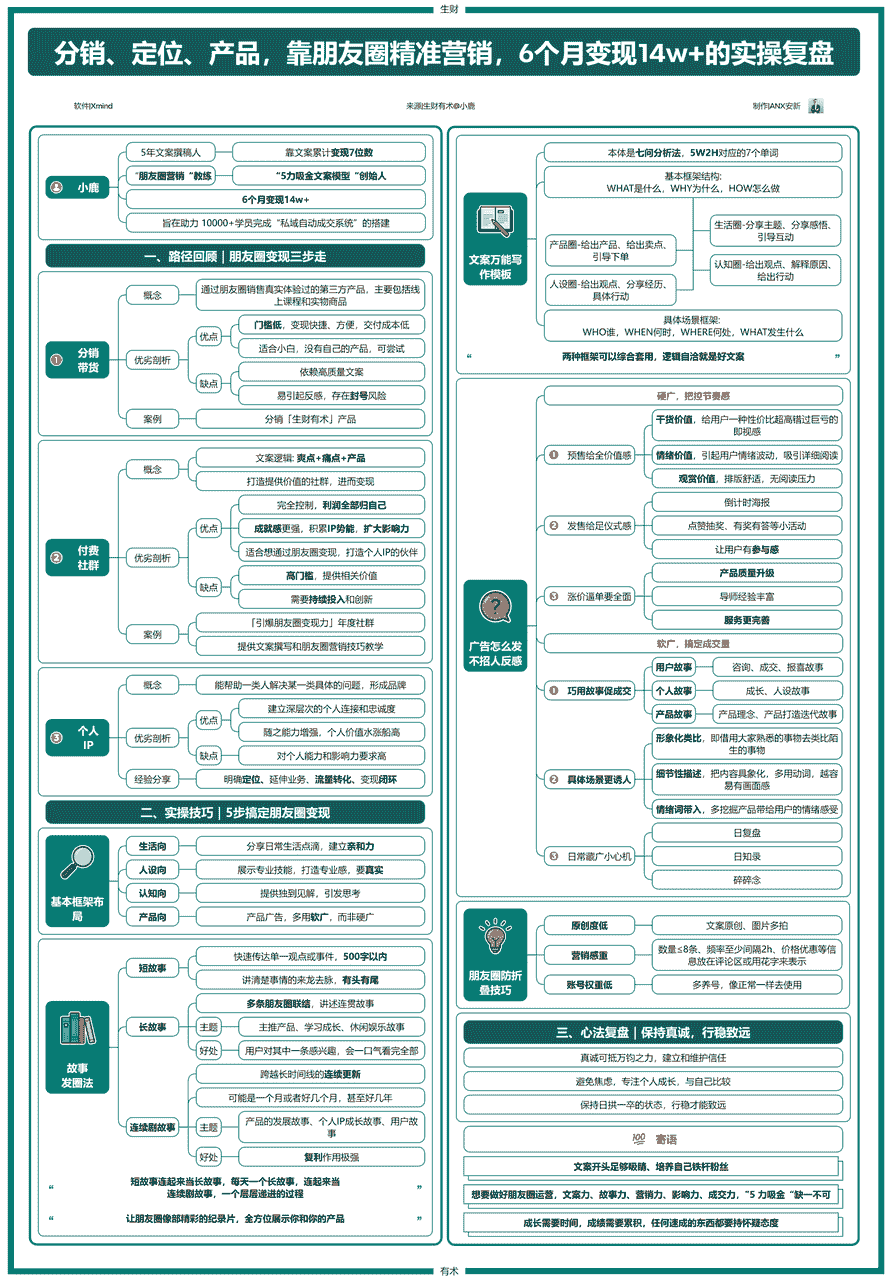 生财
分销、定位、产品，靠朋友圈精准营销，6个月变现14w+的实操复盘
软件|Xmind
来源|生财有术@小鹿
制作|ANX安新
小鹿
5年文案撰稿人
靠文案累计变现7位数
“朋友圈营销 ”教练
“5力吸金文案模型 ”创始人
6个月变现14w+
旨在助力 10000+学员完成“私域自动成交系统”的搭建
一、路径回顾｜朋友圈变现三步走
① 分销
带货
概念
通过朋友圈销售真实体验过的第三方产品，主要包括线
上课程和实物商品
优劣剖析
优点
门槛低，变现快捷、方便，交付成本低
适合小白，没有自己的产品，可尝试
缺点
依赖高质量文案
易引起反感，存在封号风险
案例
分销「生财有术」产品
② 付费
社群
概念
文案逻辑: 爽点+痛点+产品
打造提供价值的社群，进而变现
优劣剖析
优点
完全控制，利润全部归自己
成就感更强，积累IP势能，扩大影响力
适合想通过朋友圈变现，打造个人IP的伙伴
缺点
高门槛，提供相关价值
需要持续投入和创新
案例
「引爆朋友圈变现力」年度社群
提供文案撰写和朋友圈营销技巧教学
③ 个人
IP
概念
能帮助一类人解决某一类具体的问题，形成品牌
优劣剖析
优点
建立深层次的个人连接和忠诚度
随之能力增强，个人价值水涨船高
缺点
对个人能力和影响力要求高
经验分享
明确定位、延伸业务、流量转化、变现闭环
二、实操技巧｜5步搞定朋友圈变现
基本框架布
局
生活向
分享日常生活点滴，建立亲和力
人设向
展示专业技能，打造专业感，要真实
认知向
提供独到见解，引发思考
产品向
产品广告，多用软广，而非硬广
故事
发圈法
短故事
快速传达单一观点或事件，500字以内
讲清楚事情的来龙去脉，有头有尾
长故事
多条朋友圈联结，讲述连贯故事
主题
主推产品、学习成长、休闲娱乐故事
好处
用户对其中一条感兴趣，会一口气看完全部
连续剧故事
跨越长时间线的连续更新
可能是一个月或者好几个月，甚至好几年
主题
产品的发展故事、个人IP成长故事、用户故
事
好处
复利作用极强
“ 短故事连起来当长故事，每天一个长故事，连起来当 ”
连续剧故事，一个层层递进的过程
“ 让朋友圈像部精彩的纪录片，全方位展示你和你的产品 ”
文案万能写
作模板
本体是七问分析法，5W2H对应的7个单词
基本框架结构:
WHAT是什么，WHY为什么，HOW怎么做
生活圈-分享主题、分享感悟、
引导互动
产品圈-给出产品、给出卖点、
引导下单
认知圈-给出观点、解释原因、
给出行动
人设圈-给出观点、分享经历、
具体行动
具体场景框架:
WHO谁，WHEN何时，WHERE何处，WHAT发生什么
“ 两种框架可以综合套用，逻辑自洽就是好文案 ”
广告怎么发
不招人反感
硬广，把控节奏感
① 预售给全价值感
干货价值，给用户一种性价比超高错过巨亏的
即视感
情绪价值，引起用户情绪波动，吸引详细阅读
观赏价值，排版舒适，无阅读压力
② 发售给足仪式感
倒计时海报
点赞抽奖、有奖有答等小活动
让用户有参与感
③ 涨价逼单要全面
产品质量升级
导师经验丰富
服务更完善
软广，搞定成交量
① 巧用故事促成交
用户故事
咨询、成交、报喜故事
个人故事
成长、人设故事
产品故事
产品理念、产品打造迭代故事
② 具体场景更诱人
形象化类比，即借用大家熟悉的事物去类比陌
生的事物
细节性描述，把内容具象化，多用动词，越容
易有画面感
情绪词带入，多挖掘产品带给用户的情绪感受
③ 日常藏广小心机
日复盘
日知录
碎碎念
朋友圈防折
叠技巧
原创度低
文案原创、图片多拍
营销感重
数量≤8条、频率至少间隔2h、价格优惠等信
息放在评论区或用花字来表示
账号权重低
多养号，像正常一样去使用
三、心法复盘｜保持真诚，行稳致远
真诚可抵万钧之力，建立和维护信任
避免焦虑，专注个人成长，与自己比较
保持日拱一卒的状态，行稳才能致远
100 寄语
文案开头足够吸睛、培养自己铁杆粉丝
想要做好朋友圈运营，文案力、故事力、营销力、影响力、成交力，“5 力吸金 “缺一不可
成长需要时间，成绩需要累积，任何速成的东西都要持怀疑态度
有术